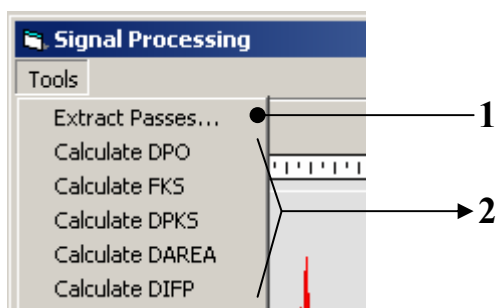 Signal Processing
Tools
Extract Passes... 1
Calculate DPO
Calculate FKS
Calculate DPKS 2
Calculate DAREA
Calculate DIFP